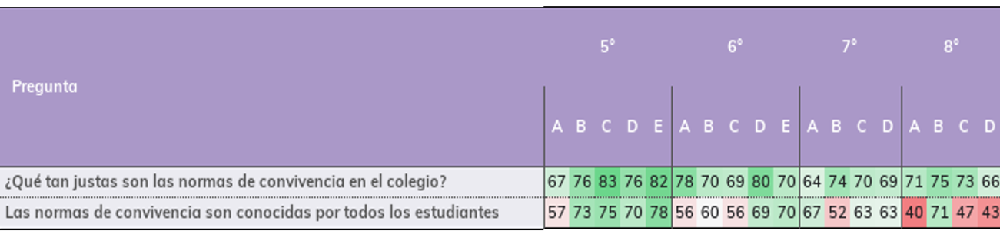 5° 6° 7° 8°
Pregunta
A B C D E A B C D E A B C D A B C D
¿Qué tan justas son las normas de convivencia en el colegio? 67 76 83 76 82 78 70 69 80 70 64 74 70 69 71 75 73 66
Las normas de convivencia son conocidas por todos los estudiantes 57 73 75 70 78 56 60 56 69 70 67 52 63 63 40 71 47 43